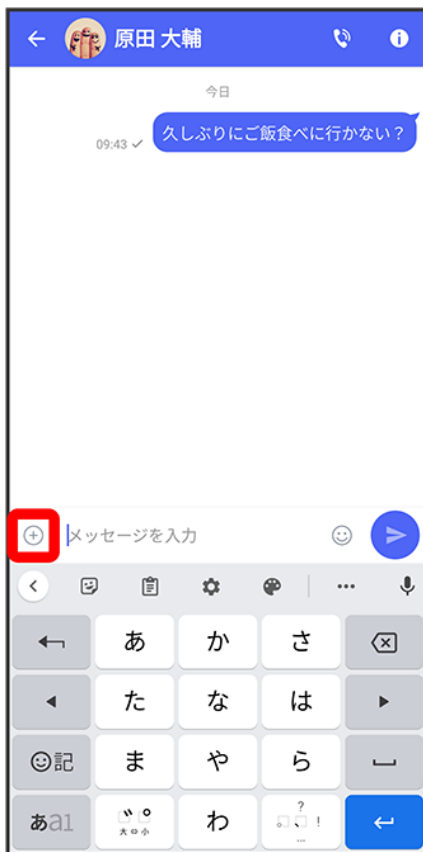 原田 大輔
今日
久しぶりにご飯食べに行かない？
09:43
メッセージを入力
あ か さ
た な は
記 ま や ら
あa1 大⇔小 わ 。、?!…